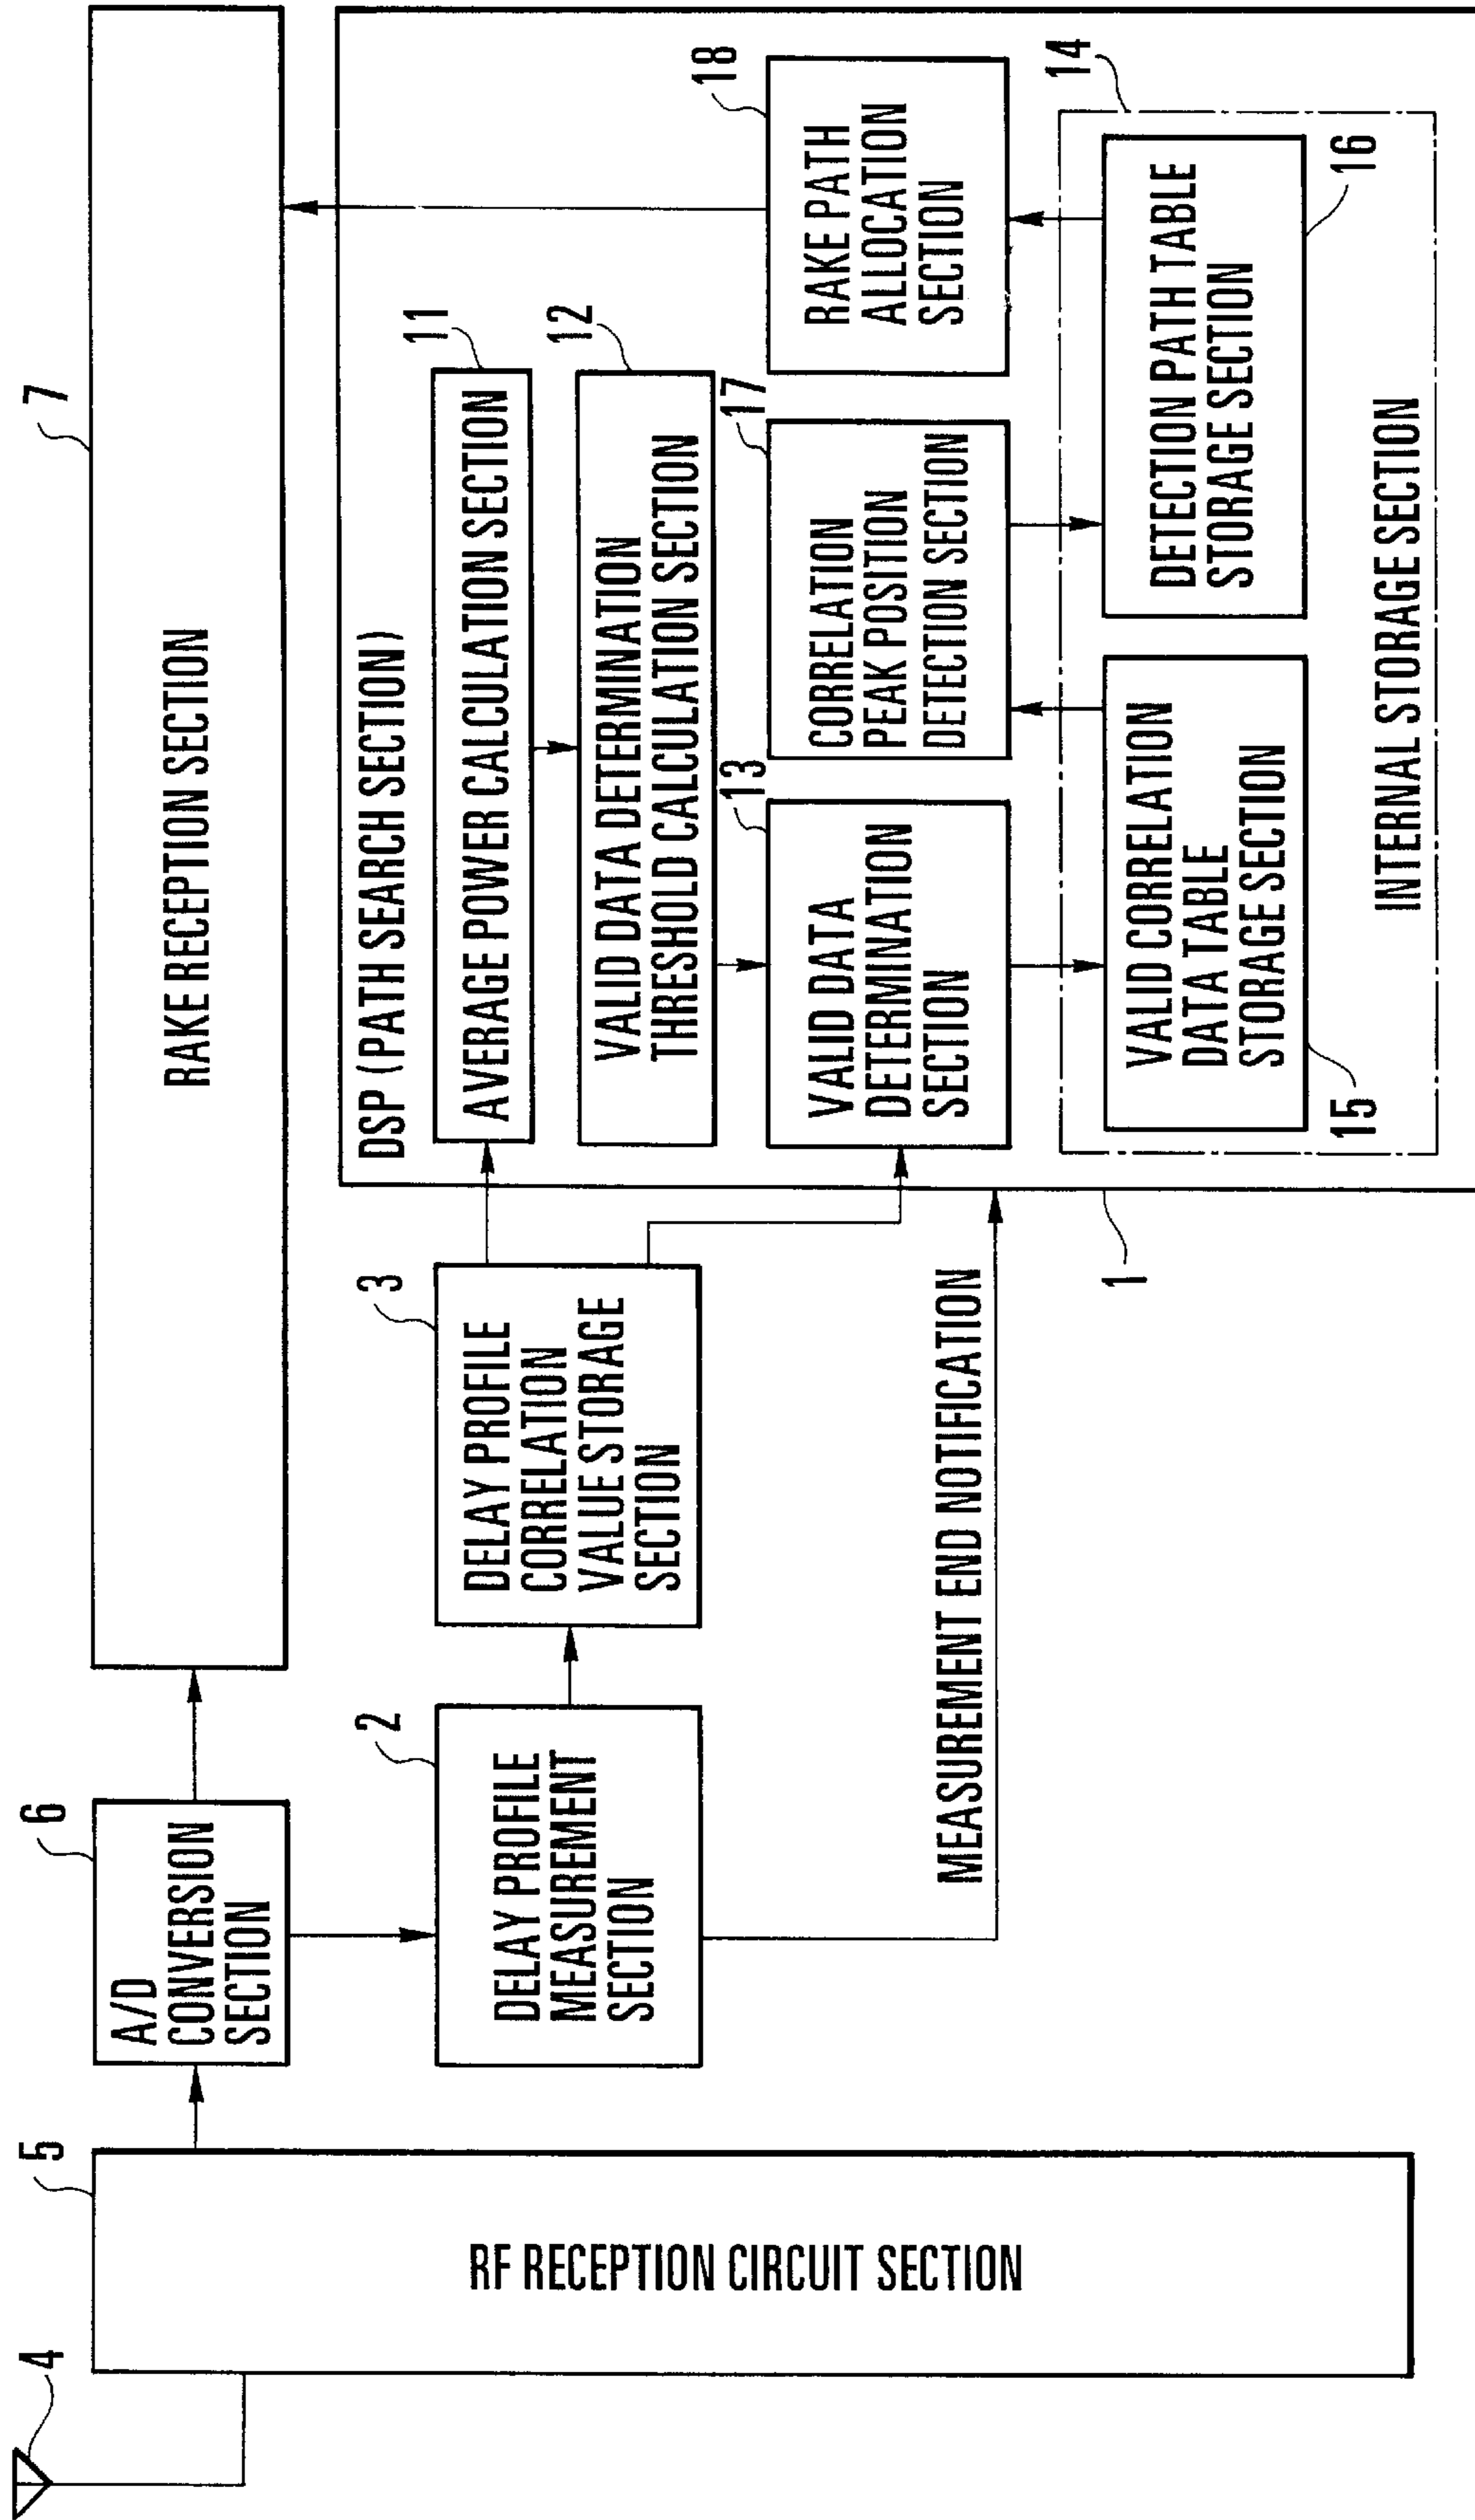 4
5
RF RECEPTION CIRCUIT SECTION
6
A/D
CONVERSION
SECTION
7
RAKE RECEPTION SECTION
2
DELAY PROFILE
MEASUREMENT
SECTION
3
DELAY PROFILE
CORRELATION
VALUE STORAGE
SECTION
MEASUREMENT END NOTIFICATION
1
DSP (PATH SEARCH SECTION)
11
AVERAGE POWER CALCULATION SECTION
12
VALID DATA DETERMINATION
THRESHOLD CALCULATION SECTION
13
VALID DATA
DETERMINATION
SECTION
17
CORRELATION
PEAK POSITION
DETECTION SECTION
18
RAKE PATH
ALLOCATION
SECTION
14
15
VALID CORRELATION
DATA TABLE
STORAGE SECTION
16
DETECTION PATH TABLE
STORAGE SECTION
INTERNAL STORAGE SECTION